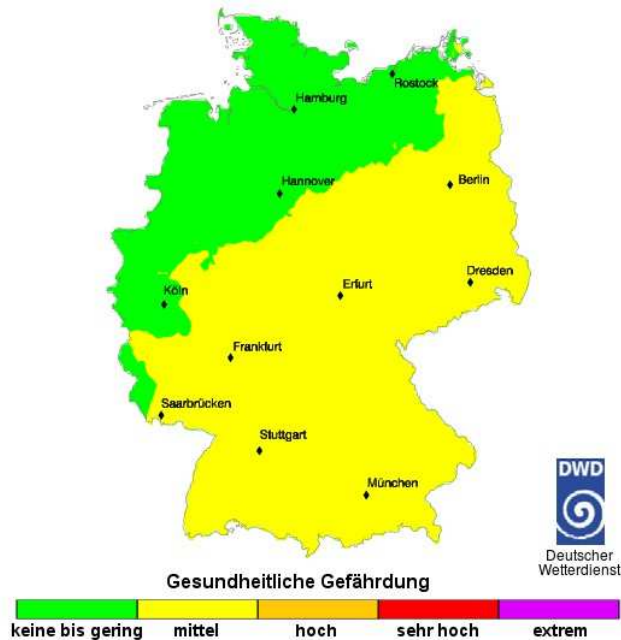 Hamburg
Rostock
Hannover
Berlin
Köln
Erfurt
Dresden
Frankfurt
Saarbrücken
Stuttgart
München
DWD
Deutscher
Wetterdienst
Gesundheitliche Gefährdung
keine bis gering mittel hoch sehr hoch extrem